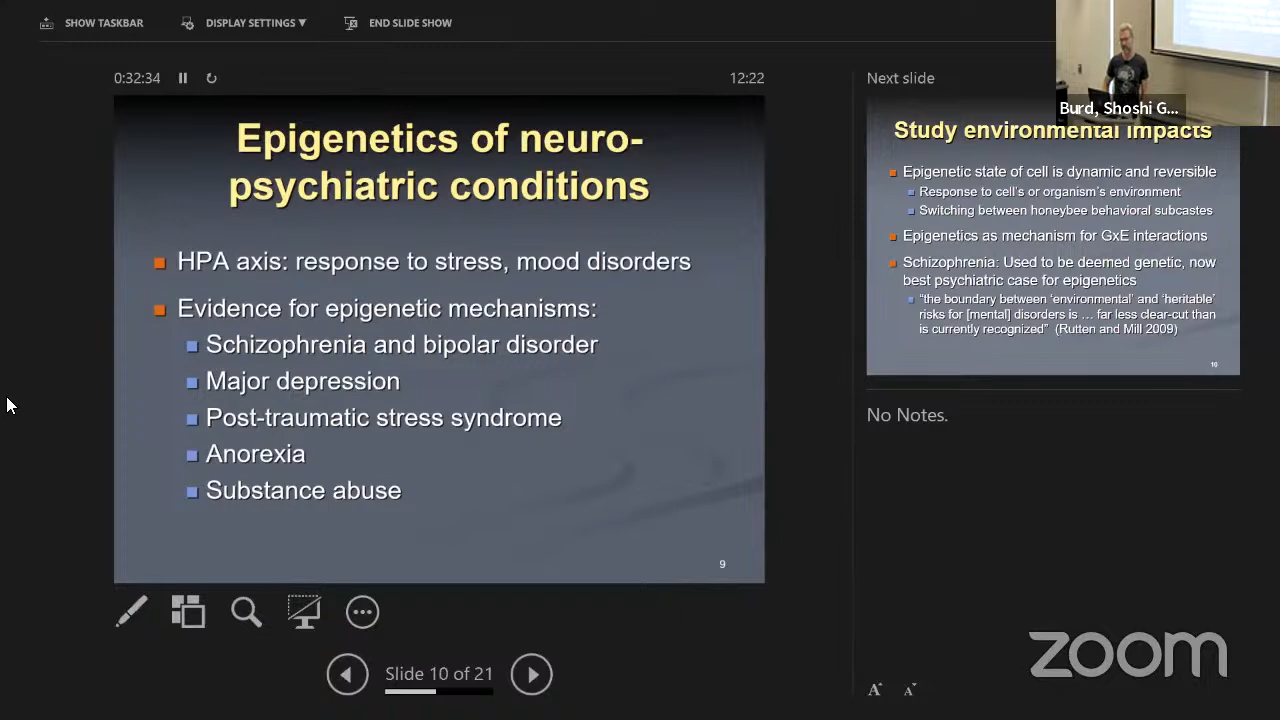 SHOW TASKBAR
DISPLAY SETTINGS ▼
END SLIDE SHOW
0:32:34
12:22
Next slide
Burd, Shoshi G...
Epigenetics of neuro-
psychiatric conditions
HPA axis: response to stress, mood disorders
Evidence for epigenetic mechanisms:
Schizophrenia and bipolar disorder
Major depression
Post-traumatic stress syndrome
Anorexia
Substance abuse
9
Study environmental impacts
Epigenetic state of cell is dynamic and reversible
Response to cell's or organism's environment
Switching between honeybee behavioral subcastes
Epigenetics as mechanism for GxE interactions
Schizophrenia: Used to be deemed genetic, now
best psychiatric case for epigenetics
"the boundary between 'environmental' and 'heritable'
risks for [mental] disorders is ... far less clear-cut than
is currently recognized" (Rutten and Mill 2009)
10
No Notes.
Slide 10 of 21
A A
zoom